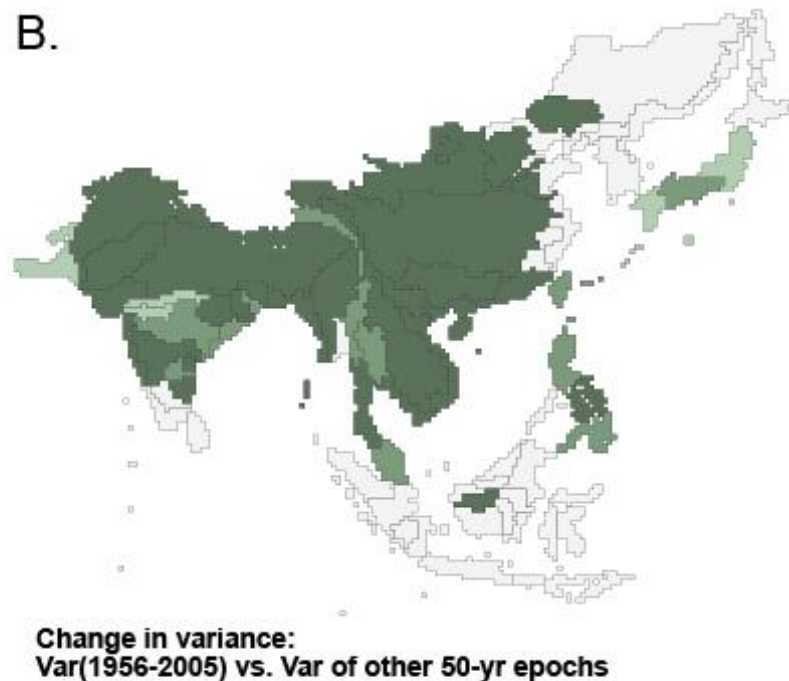 B.
Change in variance:
Var(1956-2005) vs. Var of other 50-yr epochs